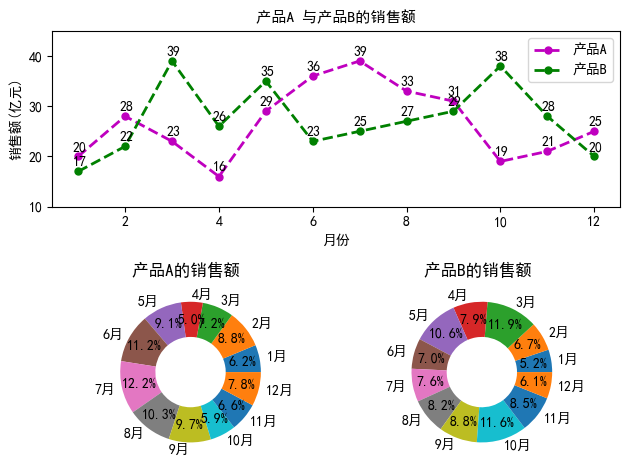 产品A 与产品B的销售额
产品A
产品B
销售额(亿元)
40
30
20
10
20
28
23
16
29
36
39
33
31
19
21
25
17
22
39
26
35
23
25
27
29
38
28
20
2
4
6
8
10
12
月份
产品A的销售额
1月
2月
3月
4月
5月
6月
7月
8月
9月
10月
11月
12月
6.2%
8.8%
7.2%
5.0%
9.1%
11.2%
12.2%
10.3%
9.7%
5.9%
6.6%
7.8%
产品B的销售额
1月
2月
3月
4月
5月
6月
7月
8月
9月
10月
11月
12月
5.2%
6.7%
11.9%
7.9%
10.6%
7.0%
7.6%
8.2%
8.8%
11.6%
8.5%
6.1%